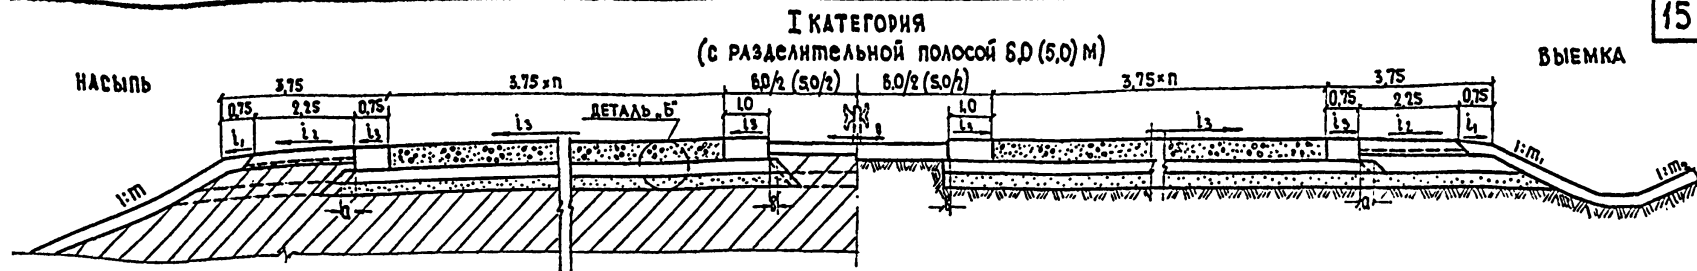 15
I КАТЕГОРИЯ
(С РАЗДЕЛИТЕЛЬНОЙ ПОЛОСОЙ 6,0 (5,0) М)
НАСЫПЬ
ВЫЕМКА
3,75 3.75×п 6,0/2 (5,0/2) 6.0/2 (5,0/2) 3,75×п 3,75
0,75 2,25 0,75 1,0 1,0 0,75 2,25 0,75
ДЕТАЛЬ „Б"
i₁ i₂ i₃ i₃ i₃ i₃ i₃ i₃ i₂ i₁
1:m 1:m₁ 1:m₂
а в в а